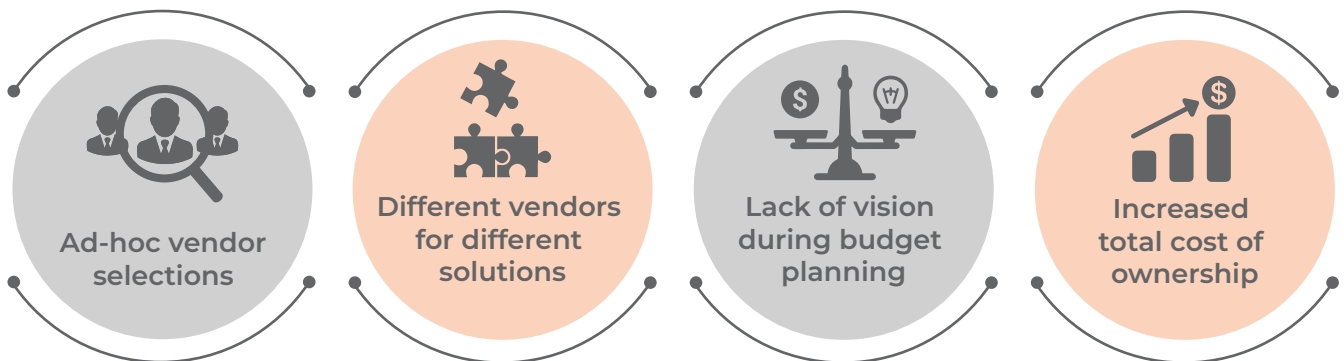 Ad-hoc vendor
selections
$
Different vendors
for different
solutions
$
Lack of vision
during budget
planning
$
Increased
total cost of
ownership